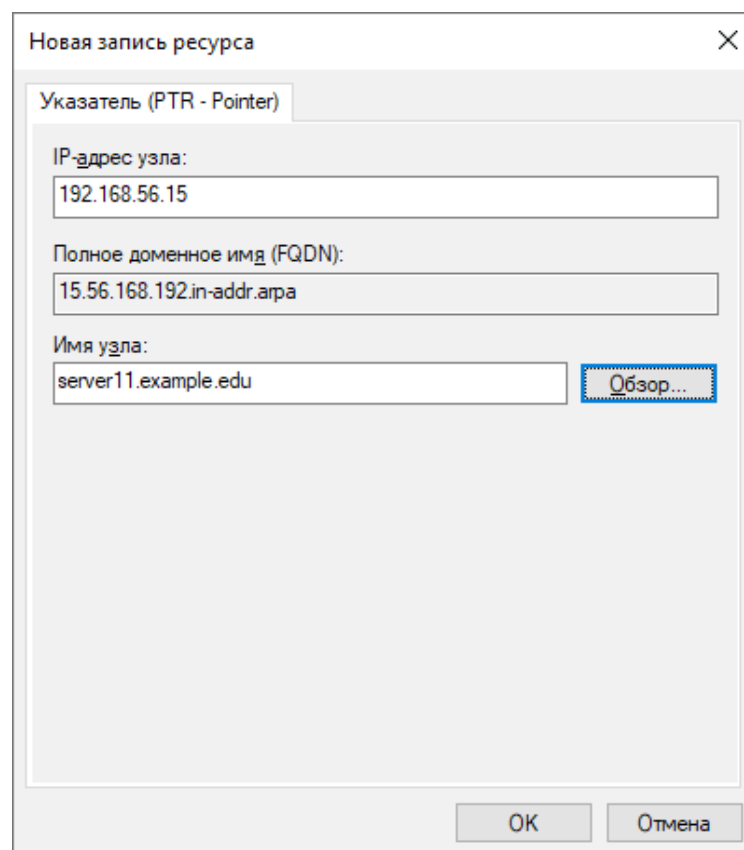 Новая запись ресурса
Указатель (PTR - Pointer)
IP-адрес узла:
192.168.56.15
Полное доменное имя (FQDN):
15.56.168.192.in-addr.arpa
Имя узла:
server11.example.edu
Обзор...
OK
Отмена